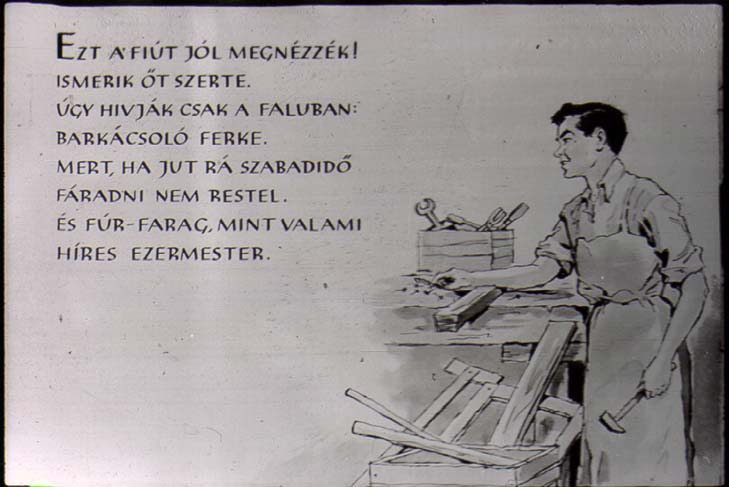 EZT A FIÚT JÓL MEGNÉZZÉK!
ISMERIK ŐT SZERTE.
ÚGY HIVJÁK CSAK A FALUBAN:
BARKÁCSOLÓ FERKE.
MERT, HA JUT RÁ SZABADIDŐ
FÁRADNI NEM RESTEL.
ÉS FÚR-FARAG, MINT VALAMI
HÍRES EZERMESTER.